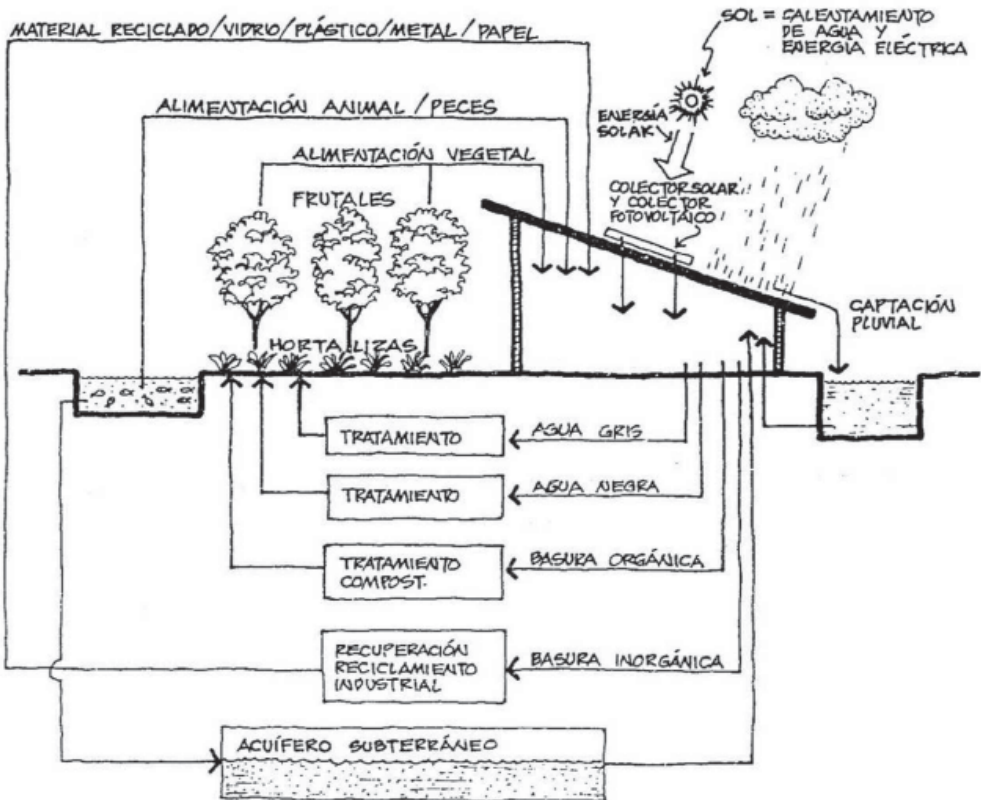 MATERIAL RECICLADO/VIDRIO/PLÁSTICO/METAL/PAPEL
SOL = CALENTAMIENTO
DE AGUA Y
ENERGÍA ELÉCTRICA
ALIMENTACIÓN ANIMAL/PECES
ENERGÍA
SOLAR
ALIMENTACIÓN VEGETAL
FRUTALES
COLECTOR SOLAR
Y COLECTOR
FOTOVOLTÁICO
CAPTACIÓN
PLUVIAL
HORTALIZAS
TRATAMIENTO
AGUA GRIS
TRATAMIENTO
AGUA NEGRA
TRATAMIENTO
COMPOST.
BASURA ORGÁNICA
RECUPERACIÓN
RECICLAMIENTO
INDUSTRIAL
BASURA INORGÁNICA
ACUÍFERO SUBTERRÁNEO